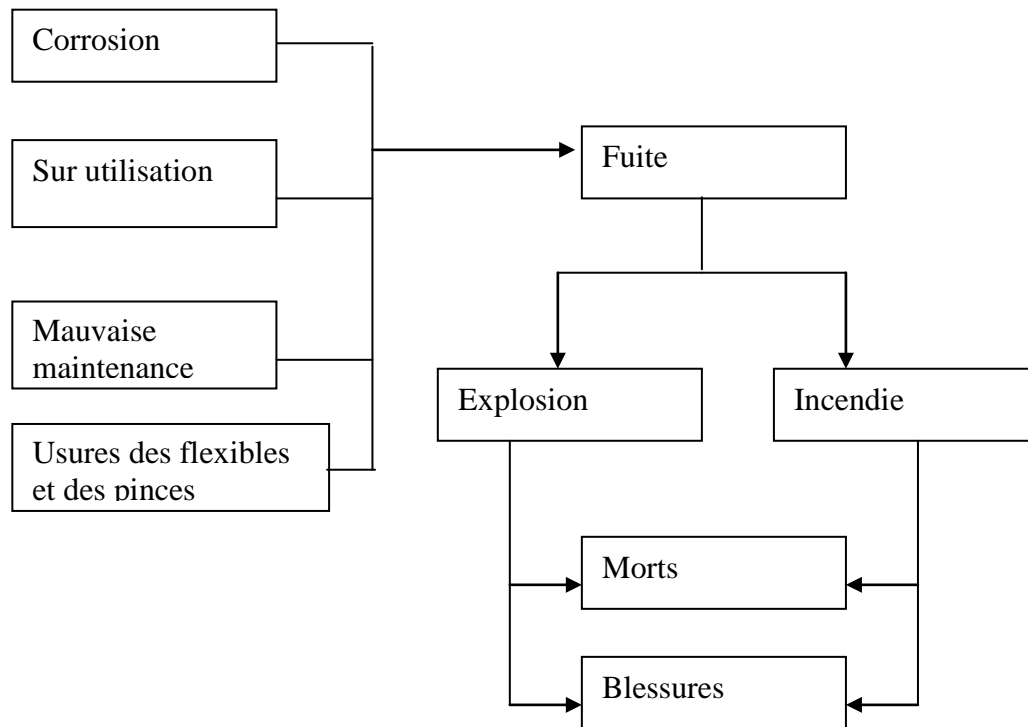 Corrosion
Sur utilisation
Mauvaise
maintenance
Usures des flexibles
et des pinces
Fuite
Explosion
Incendie
Morts
Blessures